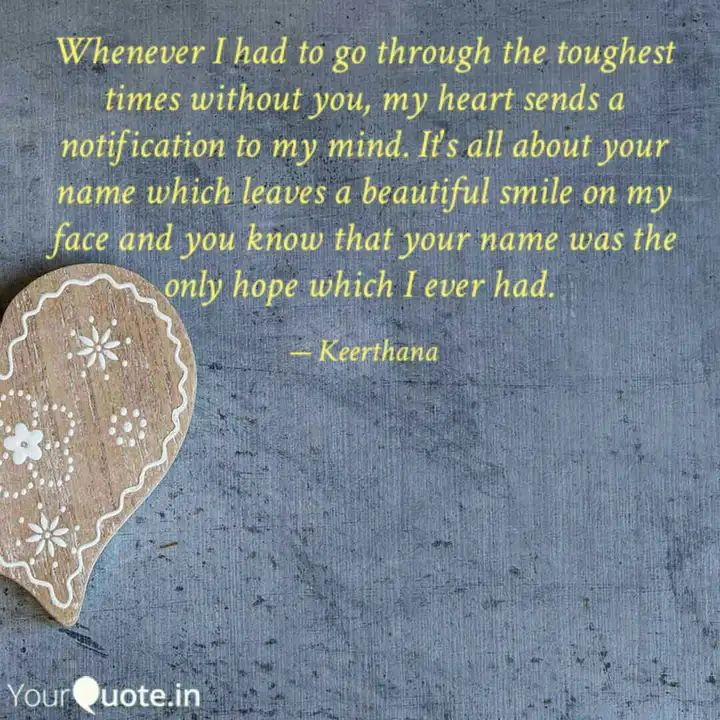 Whenever I had to go through the toughest
times without you, my heart sends a
notification to my mind. It's all about your
name which leaves a beautiful smile on my
face and you know that your name was the
only hope which I ever had.
— Keerthana
YourQuote.in